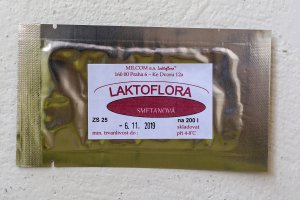 MILCOM a.s. laktoflora®
160 00 Praha 6 – Ke Dvoru 12a
LAKTOFLORA
SMETANOVÁ
ZS 25 na 200 l
- 6. 11. 2019 skladovat
min. trvanlivost do : při 4-8°C